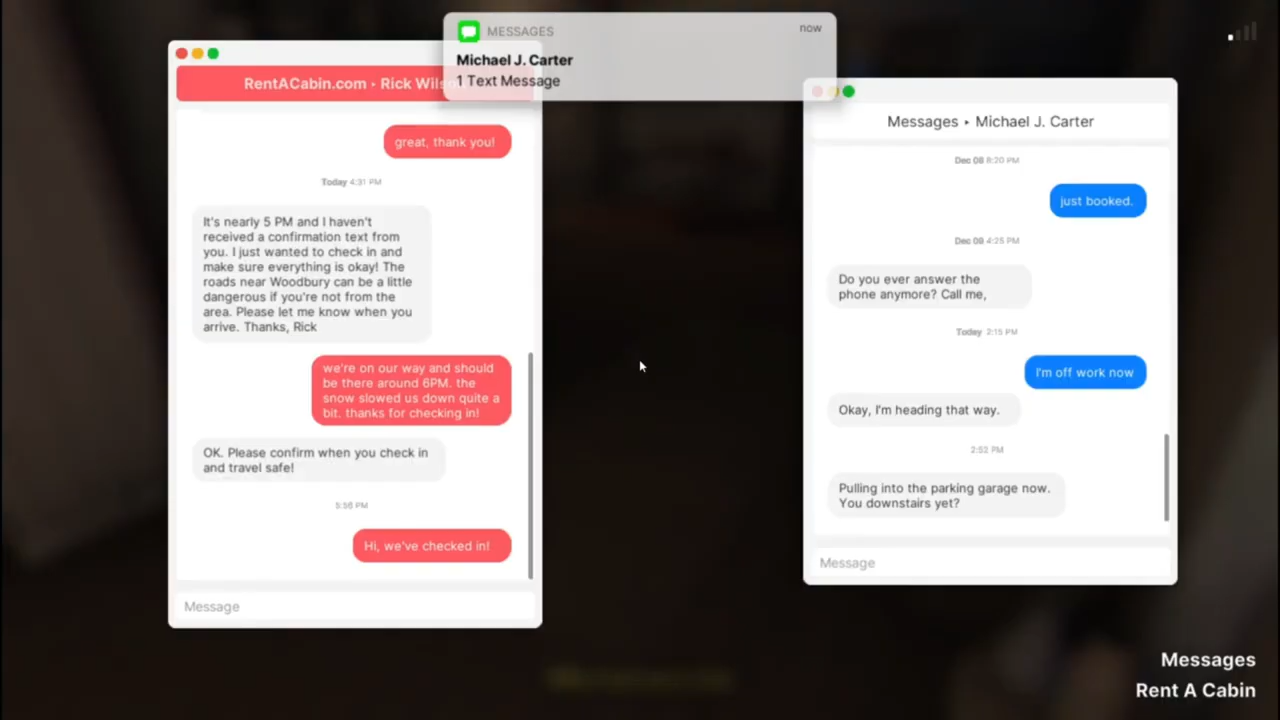 MESSAGES
now
Michael J. Carter
1 Text Message
RentACabin.com ‣ Rick Wils
great, thank you!
Today 4:31 PM
It's nearly 5 PM and I haven't
received a confirmation text from
you. I just wanted to check in and
make sure everything is okay! The
roads near Woodbury can be a little
dangerous if you're not from the
area. Please let me know when you
arrive. Thanks, Rick
we're on our way and should
be there around 6PM. the
snow slowed us down quite a
bit. thanks for checking in!
OK. Please confirm when you check in
and travel safe!
5:56 PM
Hi, we've checked in!
Message
Messages ‣ Michael J. Carter
Dec 08 8:20 PM
just booked.
Dec 08 4:25 PM
Do you ever answer the
phone anymore? Call me,
Today 2:15 PM
I'm off work now
Okay, I'm heading that way.
2:52 PM
Pulling into the parking garage now.
You downstairs yet?
Message
Messages
Rent A Cabin